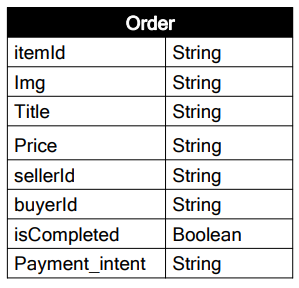 Order
itemId String
Img String
Title String
Price String
sellerId String
buyerId String
isCompleted Boolean
Payment_intent String